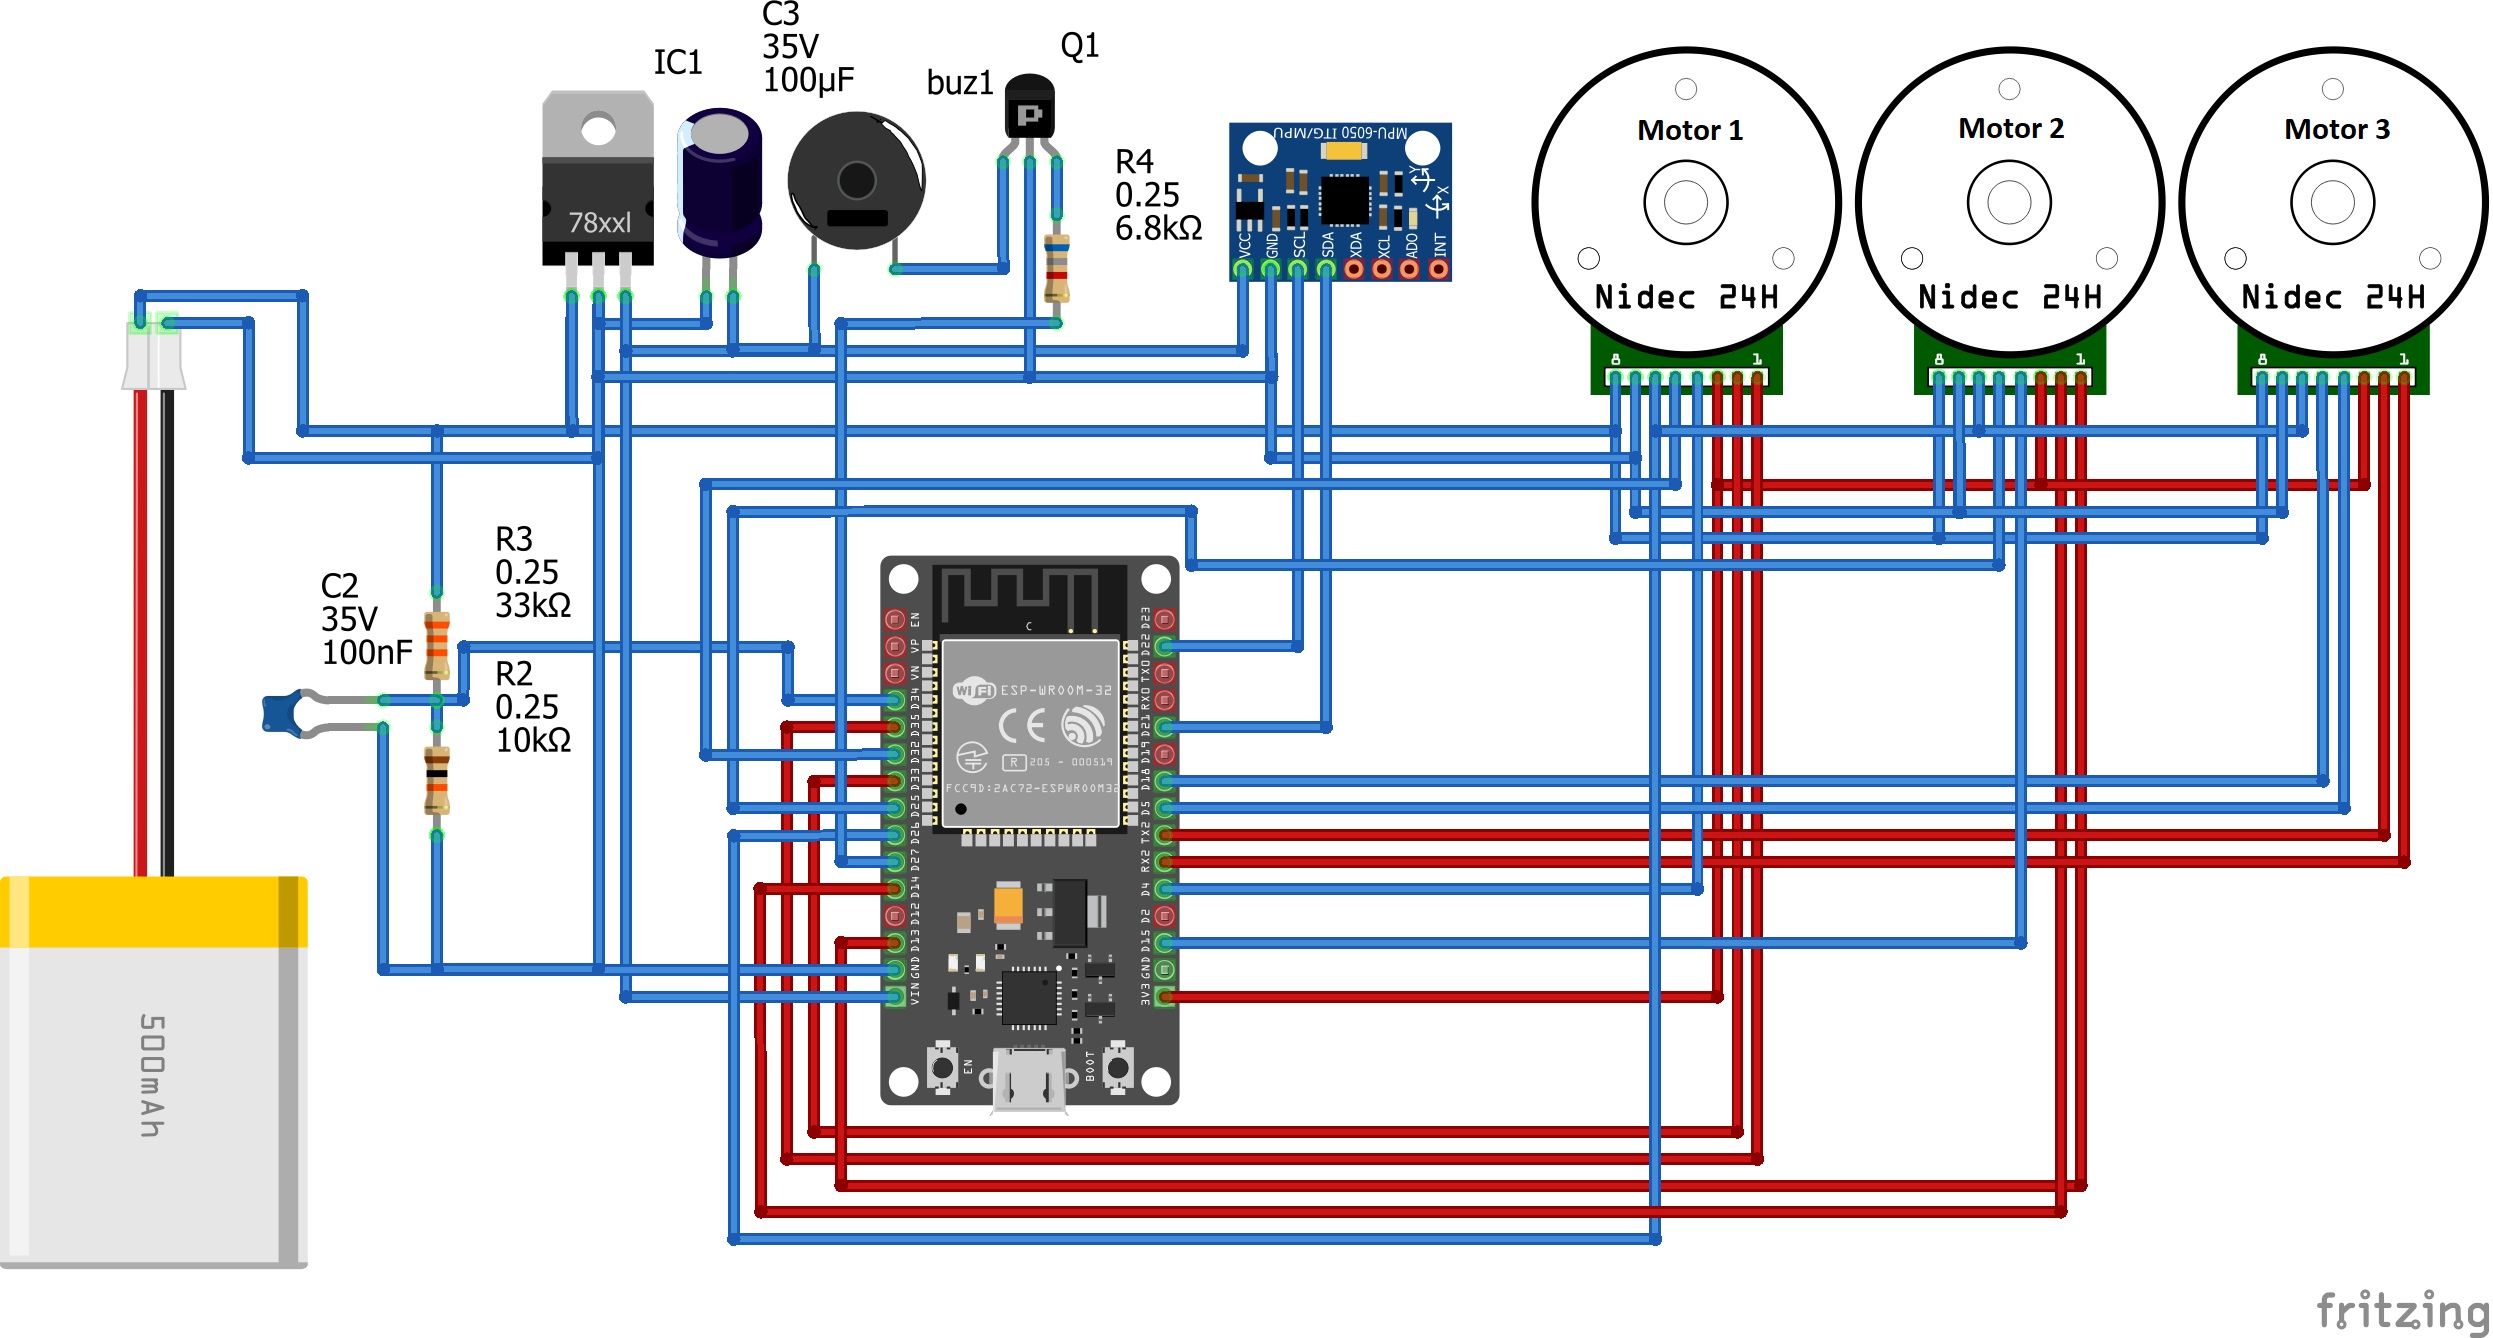 C3
35V
100µF
IC1
buz1
Q1
78xxl
R4
0.25
6.8kΩ
MPU-6050 ITG/MPU
Y
X
VCC
GND
SCL
SDA
XDA
XCL
ADO
INT
Motor 1
Nidec 24H
8
1
Motor 2
Nidec 24H
8
1
Motor 3
Nidec 24H
8
1
R3
0.25
33kΩ
C2
35V
100nF
R2
0.25
10kΩ
EN
VP
VN
D34
D35
D32
D33
D25
D26
D27
D14
D12
D13
GND
VIN
C
WiFi ESP-WROOM-32
CE
R 205 - 000519
FCC9D:2AC72-ESPWROOM32
D23
D22
TX0
RX0
D21
D19
D18
D5
TX2
RX2
D4
D2
D15
GND
3V3
EN
BOOT
500mAh
fritzing